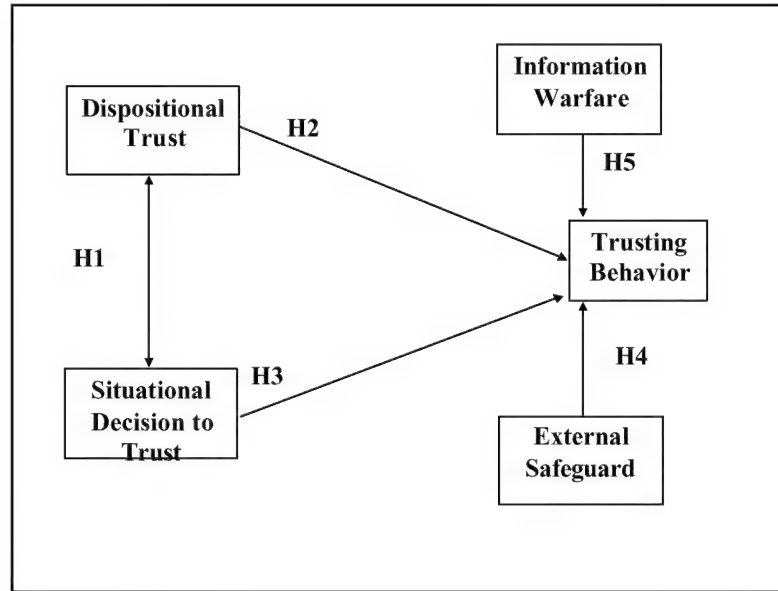 Dispositional
Trust
H2
Information
Warfare
H5
H1
Trusting
Behavior
Situational
Decision to
Trust
H3
H4
External
Safeguard